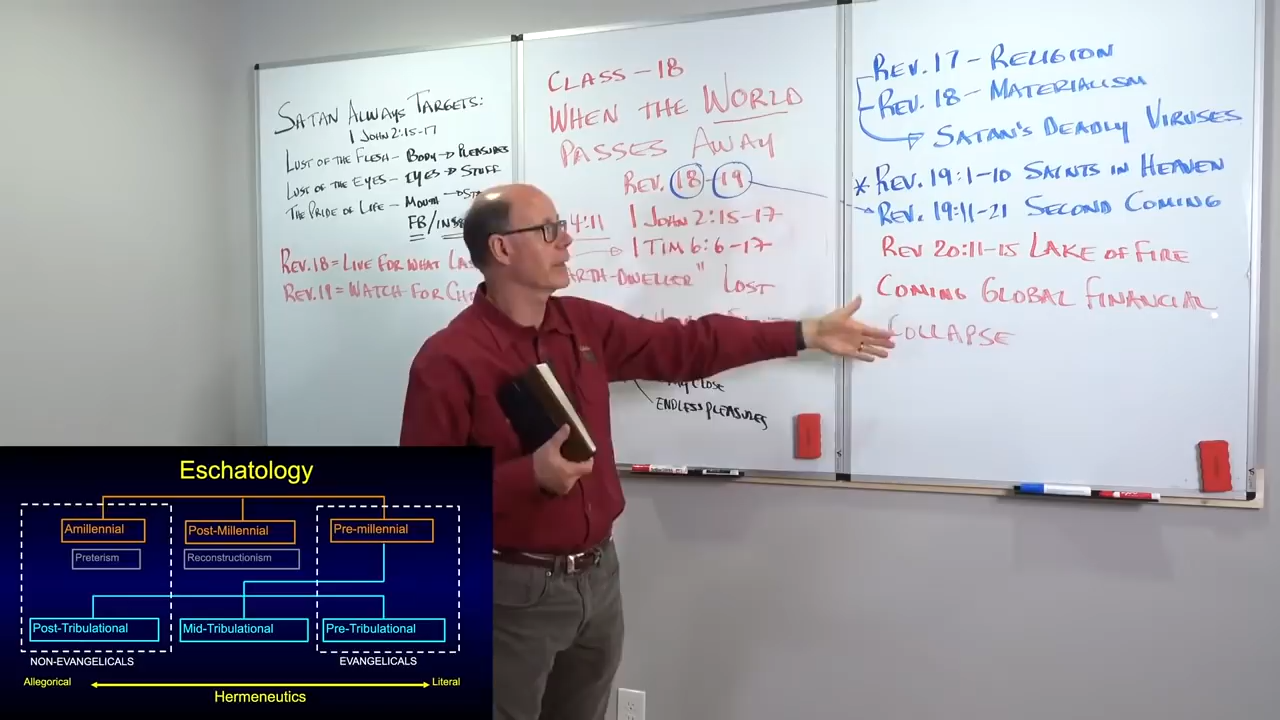 SATAN ALWAYS TARGETS:
1 JOHN 2:15-17
LUST OF THE FLESH - BODY → PLEASURES
LUST OF THE EYES - EYES → STUFF
THE PRIDE OF LIFE - MOUTH →
FB/
REV. 18 = LIVE FOR WHAT
REV. 19 = WATCH FOR
CLASS - 18
WHEN THE WORLD
PASSES AWAY
REV. 18-19
4:11 1 JOHN 2:15-17
1 TIM 6:6-17
DWELLER" LOST
CLOSE
ENDLESS PLEASURES
REV. 17 - RELIGION
REV. 18 - MATERIALISM
SATAN'S DEADLY VIRUSES
* REV. 19:1-10 SAINTS IN HEAVEN
REV. 19:11-21 SECOND COMING
REV 20:11-15 LAKE OF FIRE
COMING GLOBAL FINANCIAL
COLLAPSE
Eschatology
Amillennial
Post-Millennial
Pre-millennial
Preterism
Reconstructionism
Post-Tribulational
Mid-Tribulational
Pre-Tribulational
NON-EVANGELICALS
EVANGELICALS
Allegorical
Literal
Hermeneutics